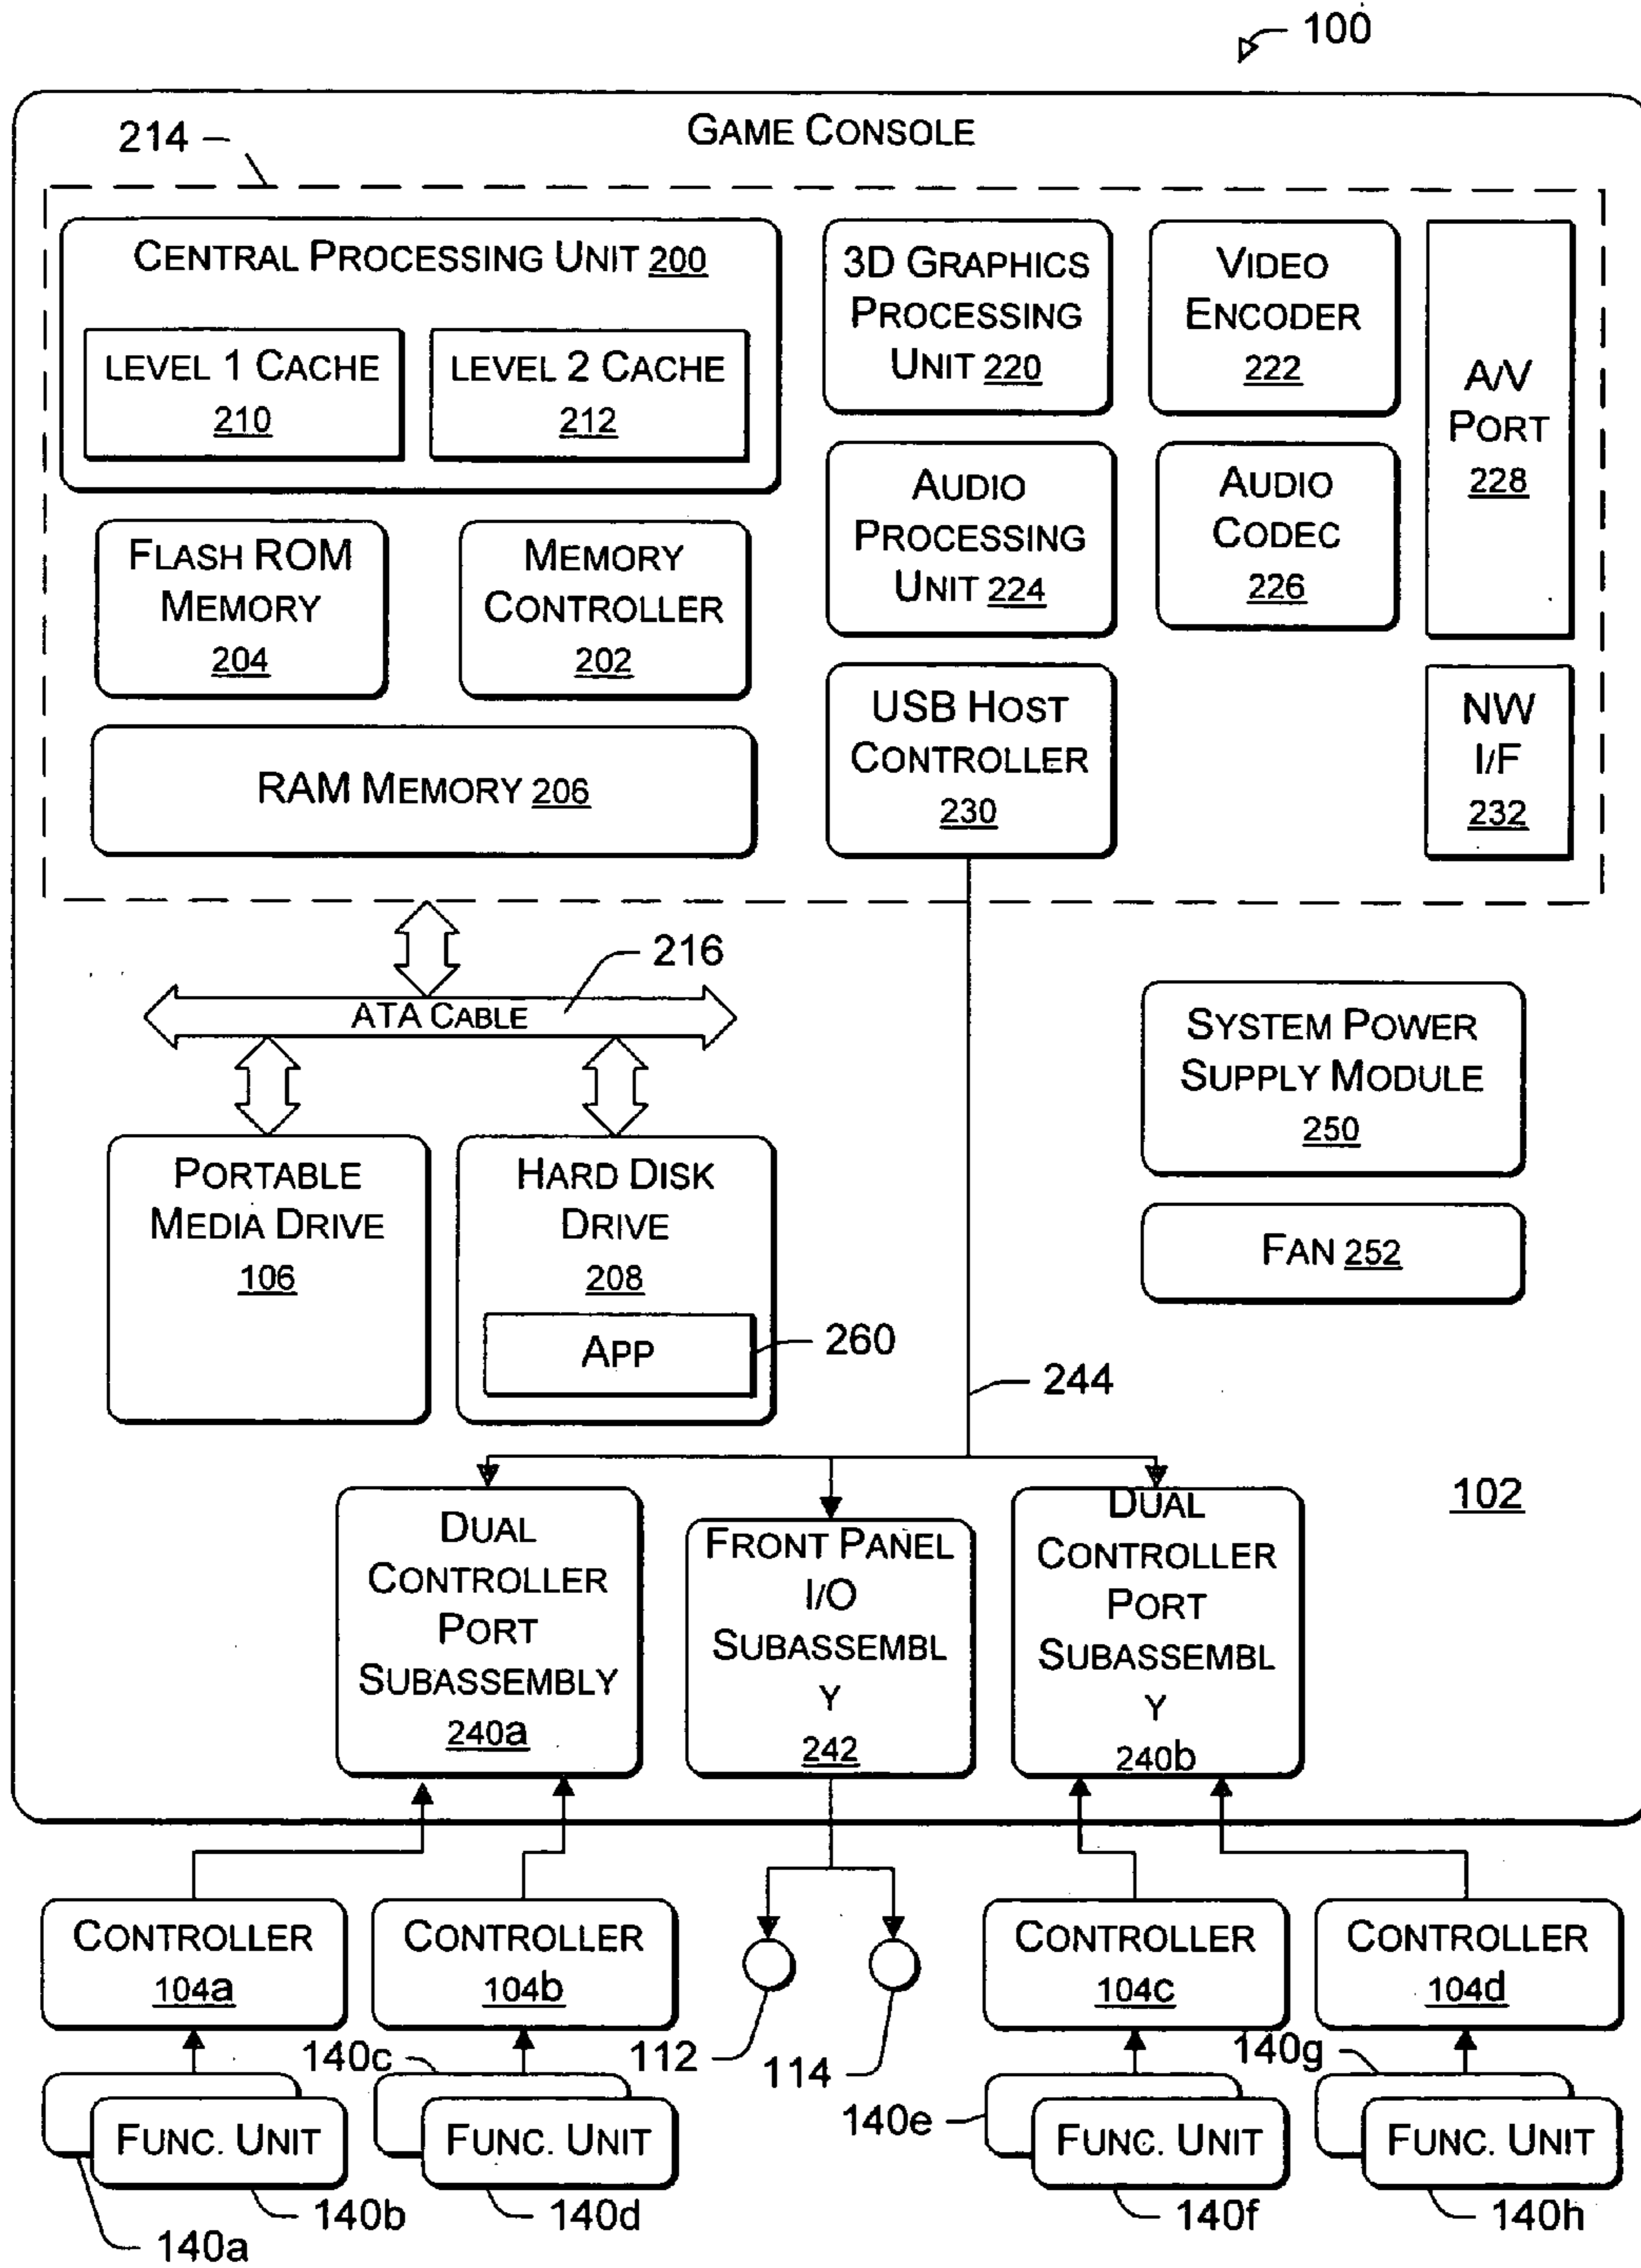 100
GAME CONSOLE
214
CENTRAL PROCESSING UNIT 200
LEVEL 1 CACHE
210
LEVEL 2 CACHE
212
3D GRAPHICS
PROCESSING
UNIT 220
VIDEO
ENCODER
222
A/V
PORT
228
FLASH ROM
MEMORY
204
MEMORY
CONTROLLER
202
AUDIO
PROCESSING
UNIT 224
AUDIO
CODEC
226
RAM MEMORY 206
USB HOST
CONTROLLER
230
NW
I/F
232
216
ATA CABLE
SYSTEM POWER
SUPPLY MODULE
250
PORTABLE
MEDIA DRIVE
106
HARD DISK
DRIVE
208
APP
260
FAN 252
244
102
DUAL
CONTROLLER
PORT
SUBASSEMBLY
240a
FRONT PANEL
I/O
SUBASSEMBL
Y
242
DUAL
CONTROLLER
PORT
SUBASSEMBL
Y
240b
CONTROLLER
104a
CONTROLLER
104b
112
114
CONTROLLER
104c
CONTROLLER
104d
140c
140g
140e
FUNC. UNIT
FUNC. UNIT
FUNC. UNIT
FUNC. UNIT
140a
140b
140d
140f
140h